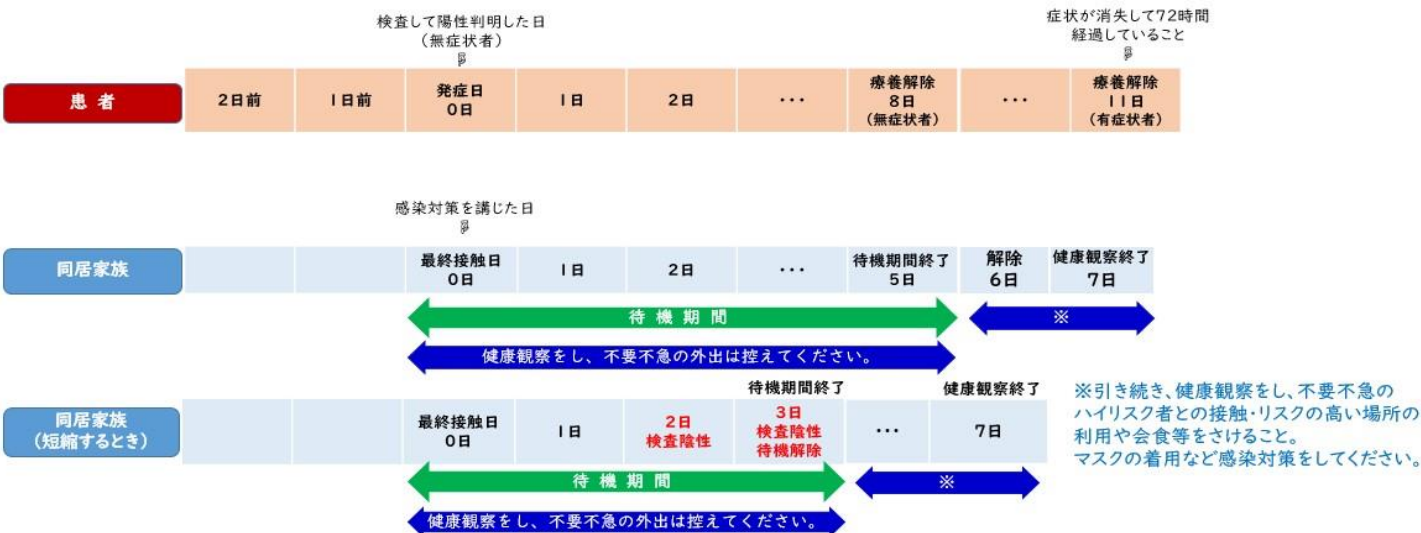 検査して陽性判明した日
（無症状者）
症状が消失して72時間
経過していること
患 者
2日前
1日前
発症日
0日
1日
2日
・・・
療養解除
8日
（無症状者）
・・・
療養解除
11日
（有症状者）
感染対策を講じた日
同居家族
最終接触日
0日
1日
2日
・・・
待機期間終了
5日
解除
6日
健康観察終了
7日
待 機 期 間
※
健康観察をし、不要不急の外出は控えてください。
待機期間終了
健康観察終了
同居家族
（短縮するとき）
最終接触日
0日
1日
2日
検査陰性
3日
検査陰性
待機解除
・・・
7日
待 機 期 間
※
健康観察をし、不要不急の外出は控えてください。
※引き続き、健康観察をし、不要不急の
ハイリスク者との接触・リスクの高い場所の
利用や会食等をさけること。
マスクの着用など感染対策をしてください。